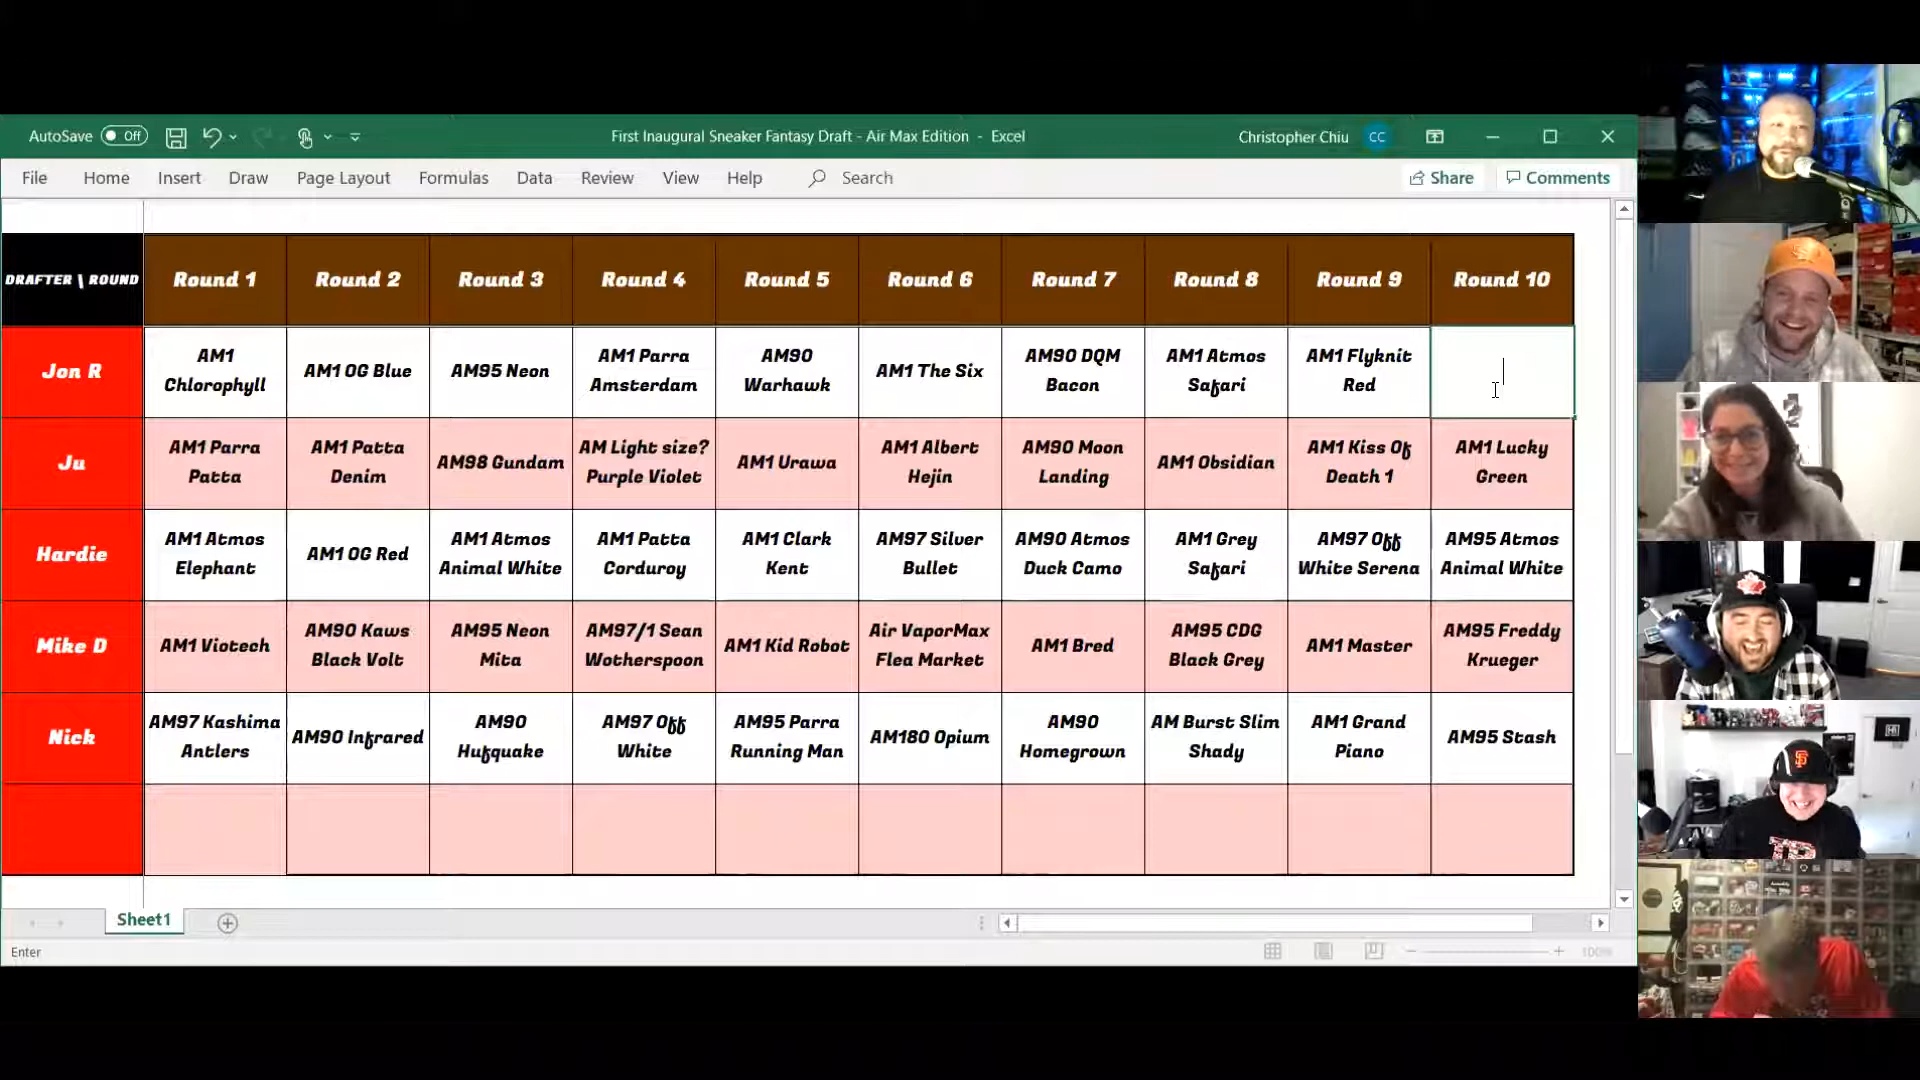 AutoSave Off
First Inaugural Sneaker Fantasy Draft - Air Max Edition - Excel
Christopher Chiu CC
File Home Insert Draw Page Layout Formulas Data Review View Help Search Share Comments
DRAFTER \ ROUND Round 1 Round 2 Round 3 Round 4 Round 5 Round 6 Round 7 Round 8 Round 9 Round 10
Jon R
AM1
Chlorophyll
AM1 OG Blue
AM95 Neon
AM1 Parra
Amsterdam
AM90
Warhawk
AM1 The Six
AM90 DQM
Bacon
AM1 Atmos
Safari
AM1 Flyknit
Red
Ju
AM1 Parra
Patta
AM1 Patta
Denim
AM98 Gundam
AM Light size?
Purple Violet
AM1 Urawa
AM1 Albert
Hejin
AM90 Moon
Landing
AM1 Obsidian
AM1 Kiss Of
Death 1
AM1 Lucky
Green
Hardie
AM1 Atmos
Elephant
AM1 OG Red
AM1 Atmos
Animal White
AM1 Patta
Corduroy
AM1 Clark
Kent
AM97 Silver
Bullet
AM90 Atmos
Duck Camo
AM1 Grey
Safari
AM97 Off
White Serena
AM95 Atmos
Animal White
Mike D
AM1 Viotech
AM90 Kaws
Black Volt
AM95 Neon
Mita
AM97/1 Sean
Wotherspoon
AM1 Kid Robot
Air VaporMax
Flea Market
AM1 Bred
AM95 CDG
Black Grey
AM1 Master
AM95 Freddy
Krueger
Nick
AM97 Kashima
Antlers
AM90 Infrared
AM90
Hufquake
AM97 Off
White
AM95 Parra
Running Man
AM180 Opium
AM90
Homegrown
AM Burst Slim
Shady
AM1 Grand
Piano
AM95 Stash
Sheet1
Enter
100%